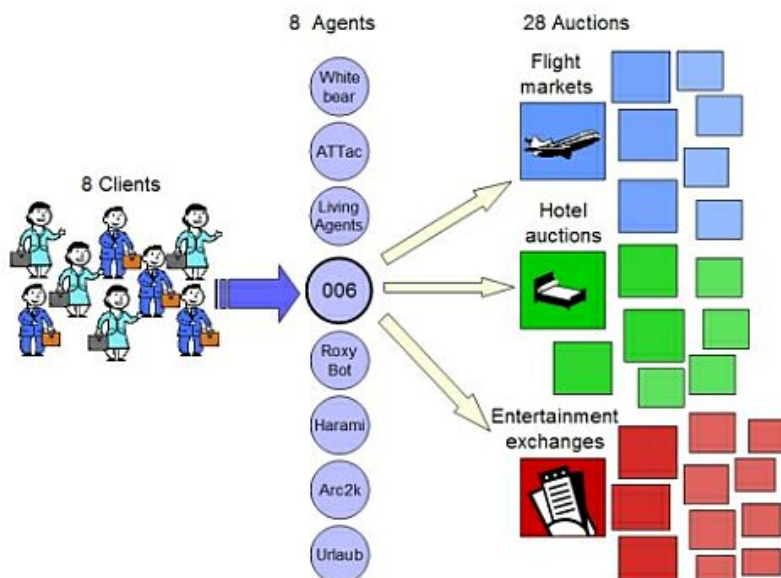 8 Agents
28 Auctions
White
bear
ATTac
Living
Agents
006
Roxy
Bot
Harami
Arc2k
Urlaub
8 Clients
Flight
markets
Hotel
auctions
Entertainment
exchanges